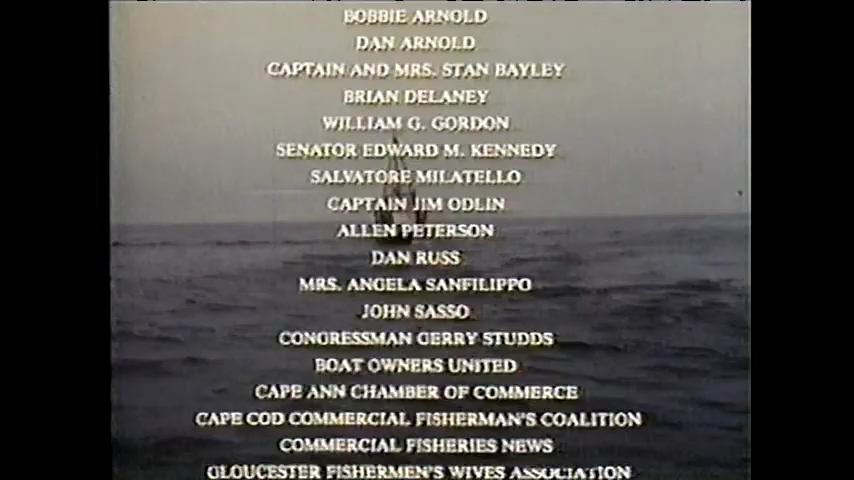 BOBBIE ARNOLD
DAN ARNOLD
CAPTAIN AND MRS. STAN BAYLEY
BRIAN DELANEY
WILLIAM G. GORDON
SENATOR EDWARD M. KENNEDY
SALVATORE MILATELLO
CAPTAIN JIM ODLIN
ALLEN PETERSON
DAN RUSS
MRS. ANGELA SANFILIPPO
JOHN SASSO
CONGRESSMAN GERRY STUDDS
BOAT OWNERS UNITED
CAPE ANN CHAMBER OF COMMERCE
CAPE COD COMMERCIAL FISHERMAN'S COALITION
COMMERCIAL FISHERIES NEWS
GLOUCESTER FISHERMEN'S WIVES ASSOCIATION